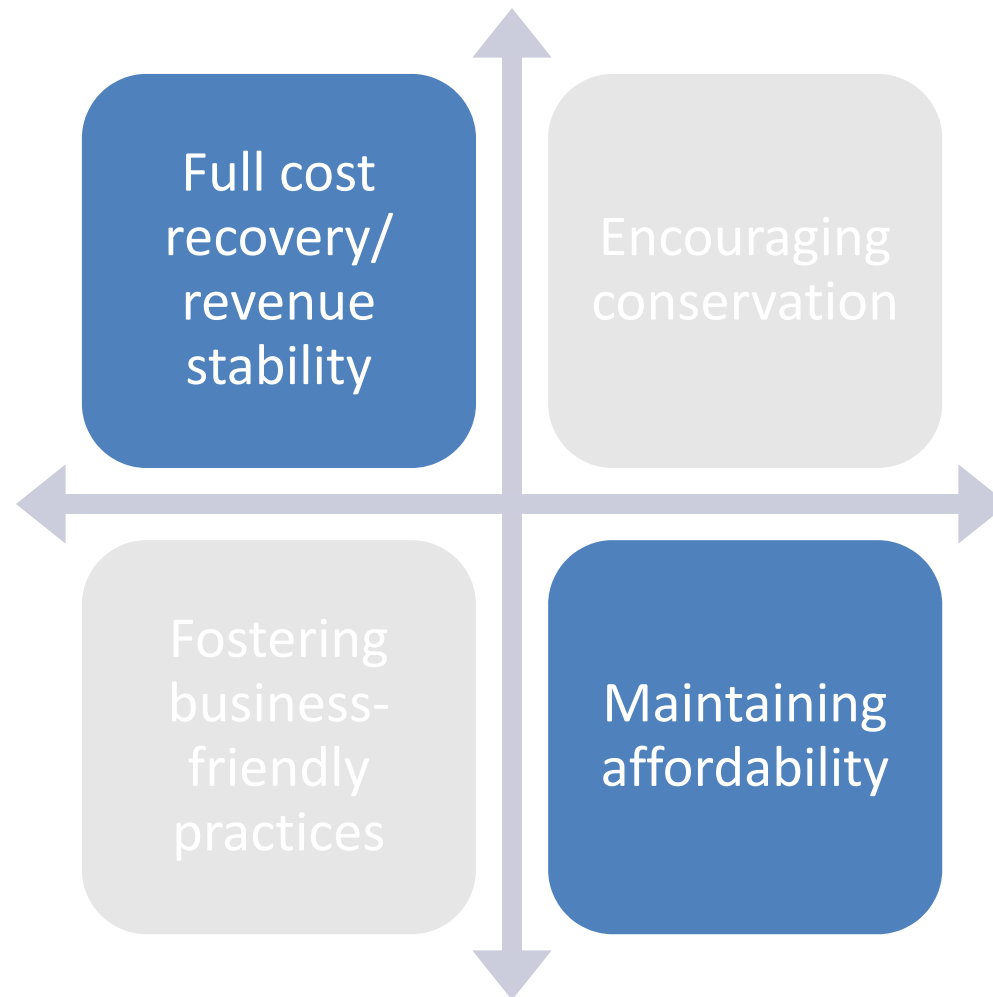 Full cost
recovery/
revenue
stability
Encouraging
conservation
Fostering
business-
friendly
practices
Maintaining
affordability